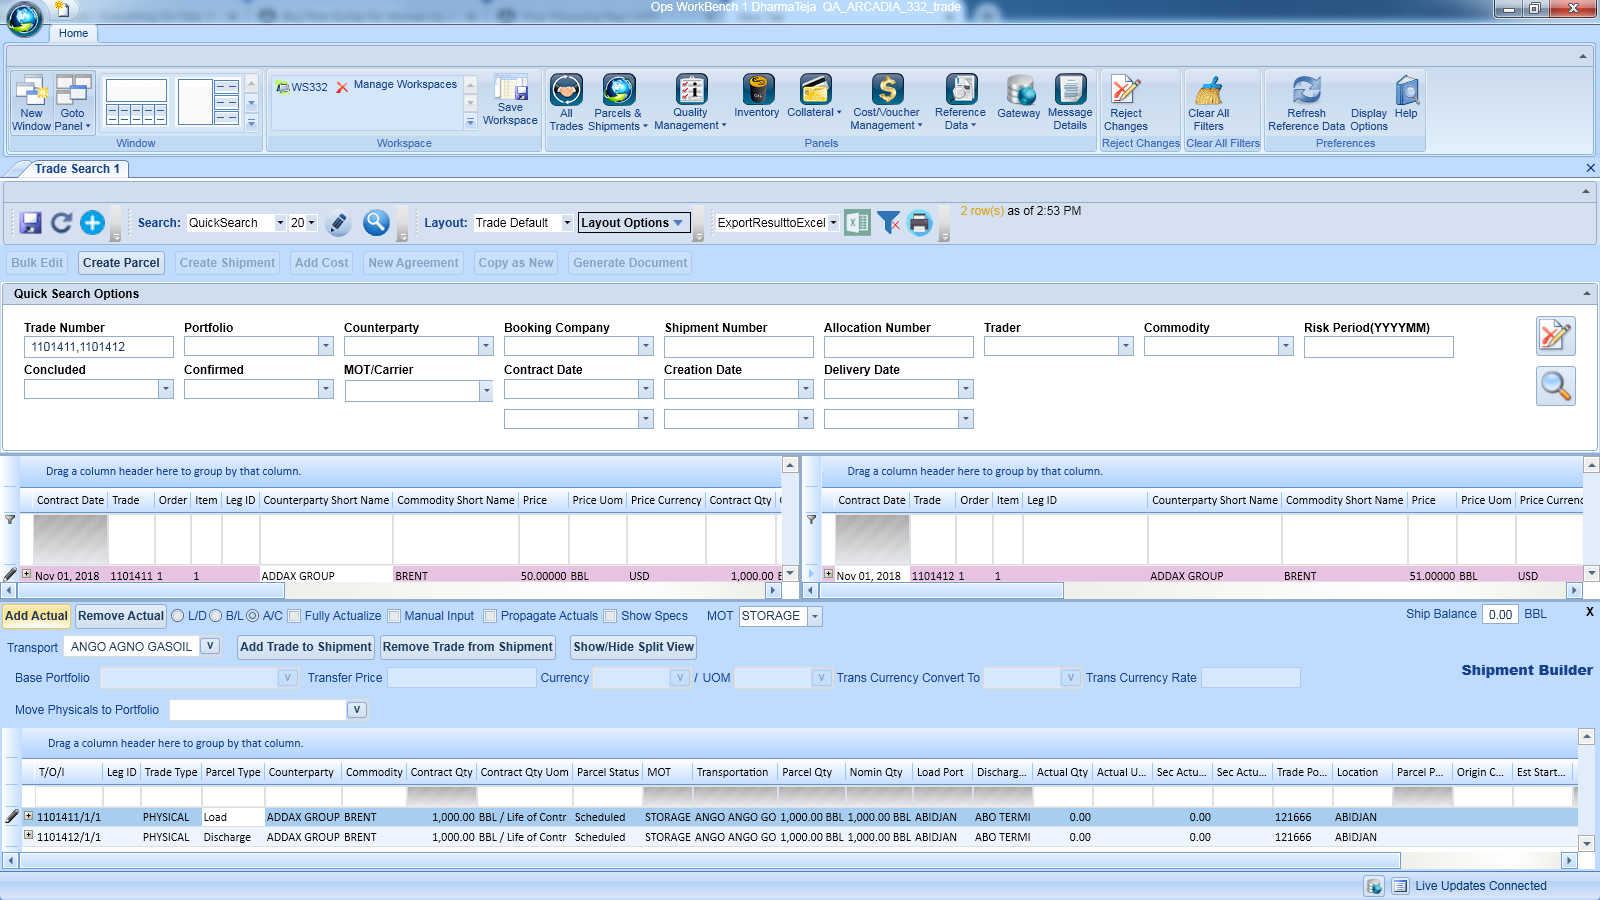 Ops WorkBench 1 DharmaTeja QA_ARCADIA_332_trade
Home
New Window
Goto Panel
Window
WS332
Manage Workspaces
Save Workspace
Workspace
All Trades
Parcels & Shipments
Quality Management
Inventory
Collateral
Cost/Voucher Management
Reference Data
Gateway
Message Details
Panels
Reject Changes
Reject Changes
Clear All Filters
Clear All Filters
Refresh Reference Data
Display Options
Help
Preferences
Trade Search 1
Search: QuickSearch 20 Layout: Trade Default Layout Options ExportResulttoExcel 2 row(s) as of 2:53 PM
Bulk Edit Create Parcel Create Shipment Add Cost New Agreement Copy as New Generate Document
Quick Search Options
Trade Number Portfolio Counterparty Booking Company Shipment Number Allocation Number Trader Commodity Risk Period(YYYYMM)
1101411,1101412
Concluded Confirmed MOT/Carrier Contract Date Creation Date Delivery Date
Drag a column header here to group by that column.
Contract Date Trade Order Item Leg ID Counterparty Short Name Commodity Short Name Price Price Uom Price Currency Contract Qty
Nov 01, 2018 1101411 1 1 ADDAX GROUP BRENT 50.00000 BBL USD 1,000.00
Drag a column header here to group by that column.
Contract Date Trade Order Item Leg ID Counterparty Short Name Commodity Short Name Price Price Uom Price Currenc
Nov 01, 2018 1101412 1 1 ADDAX GROUP BRENT 51.00000 BBL USD
Add Actual Remove Actual L/D B/L A/C Fully Actualize Manual Input Propagate Actuals Show Specs MOT STORAGE Ship Balance 0.00 BBL X
Transport ANGO AGNO GASOIL V Add Trade to Shipment Remove Trade from Shipment Show/Hide Split View
Base Portfolio V Transfer Price Currency V / UOM V Trans Currency Convert To V Trans Currency Rate
Shipment Builder
Move Physicals to Portfolio V
Drag a column header here to group by that column.
T/O/I Leg ID Trade Type Parcel Type Counterparty Commodity Contract Qty Contract Qty Uom Parcel Status MOT Transportation Parcel Qty Nomin Qty Load Port Discharg... Actual Qty Actual U... Sec Actu... Sec Actu... Trade Po... Location Parcel P... Origin C... Est Start...
1101411/1/1 PHYSICAL Load ADDAX GROUP BRENT 1,000.00 BBL / Life of Contr Scheduled STORAGE ANGO ANGO GO 1,000.00 BBL 1,000.00 BBL ABIDJAN ABO TERMI 0.00 0.00 121666 ABIDJAN
1101412/1/1 PHYSICAL Discharge ADDAX GROUP BRENT 1,000.00 BBL / Life of Contr Scheduled STORAGE ANGO ANGO GO 1,000.00 BBL 1,000.00 BBL ABIDJAN ABO TERMI 0.00 0.00 121666 ABIDJAN
Live Updates Connected